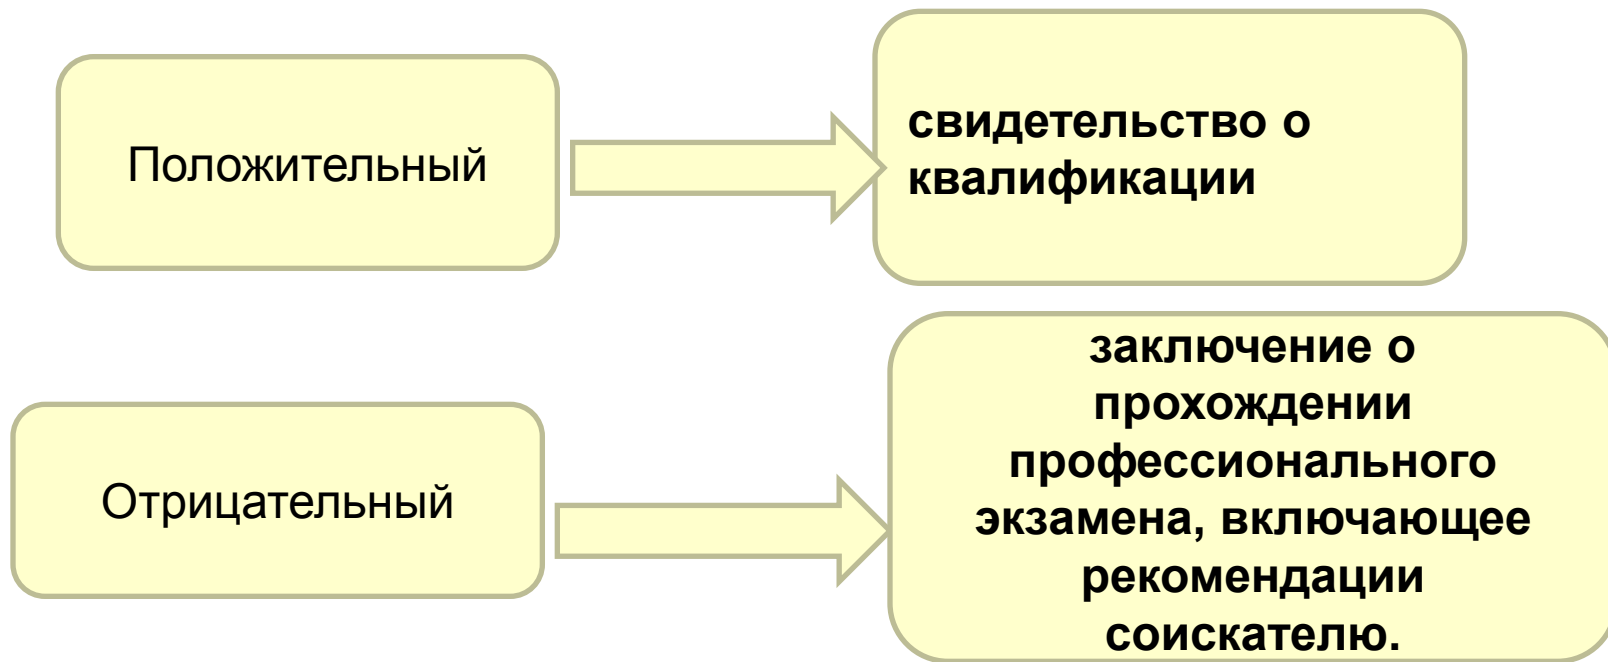 Положительный
свидетельство о
квалификации
Отрицательный
заключение о
прохождении
профессионального
экзамена, включающее
рекомендации
соискателю.